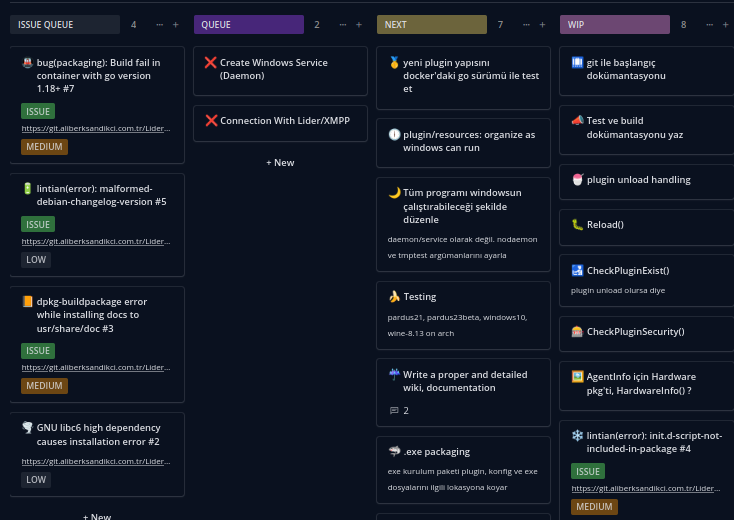 ISSUE QUEUE 4 ... +
bug(packaging): Build fail in
container with go version
1.18+ #7
ISSUE
https://git.aliberksandikci.com.tr/Lider...
MEDIUM
lintian(error): malformed-
debian-changelog-version #5
ISSUE
https://git.aliberksandikci.com.tr/Lider...
LOW
dpkg-buildpackage error
while installing docs to
usr/share/doc #3
ISSUE
https://git.aliberksandikci.com.tr/Lider...
MEDIUM
GNU libc6 high dependency
causes installation error #2
https://git.aliberksandikci.com.tr/Lider...
LOW
+ New
QUEUE 2 ... +
Create Windows Service
(Daemon)
Connection With Lider/XMPP
+ New
NEXT 7 ... +
yeni plugin yapısını
docker'daki go sürümü ile test
et
plugin/resources: organize as
windows can run
Tüm programı windowsun
çalıştırabileceği şekilde
düzenle
daemon/service olarak değil. nodaemon
ve tmptest argümanlarını ayarla
Testing
pardus21, pardus23beta, windows10,
wine-8.13 on arch
Write a proper and detailed
wiki, documentation
2
.exe packaging
exe kurulum paketi plugin, konfig ve exe
dosyalarını ilgili lokasyona koyar
WIP 8 ... +
git ile başlangıç
dokümantasyonu
Test ve build
dokümantasyonu yaz
plugin unload handling
Reload()
CheckPluginExist()
plugin unload olursa diye
CheckPluginSecurity()
AgentInfo için Hardware
pkg'ti, HardwareInfo() ?
lintian(error): init.d-script-not-
included-in-package #4
ISSUE
https://git.aliberksandikci.com.tr/Lider...
MEDIUM